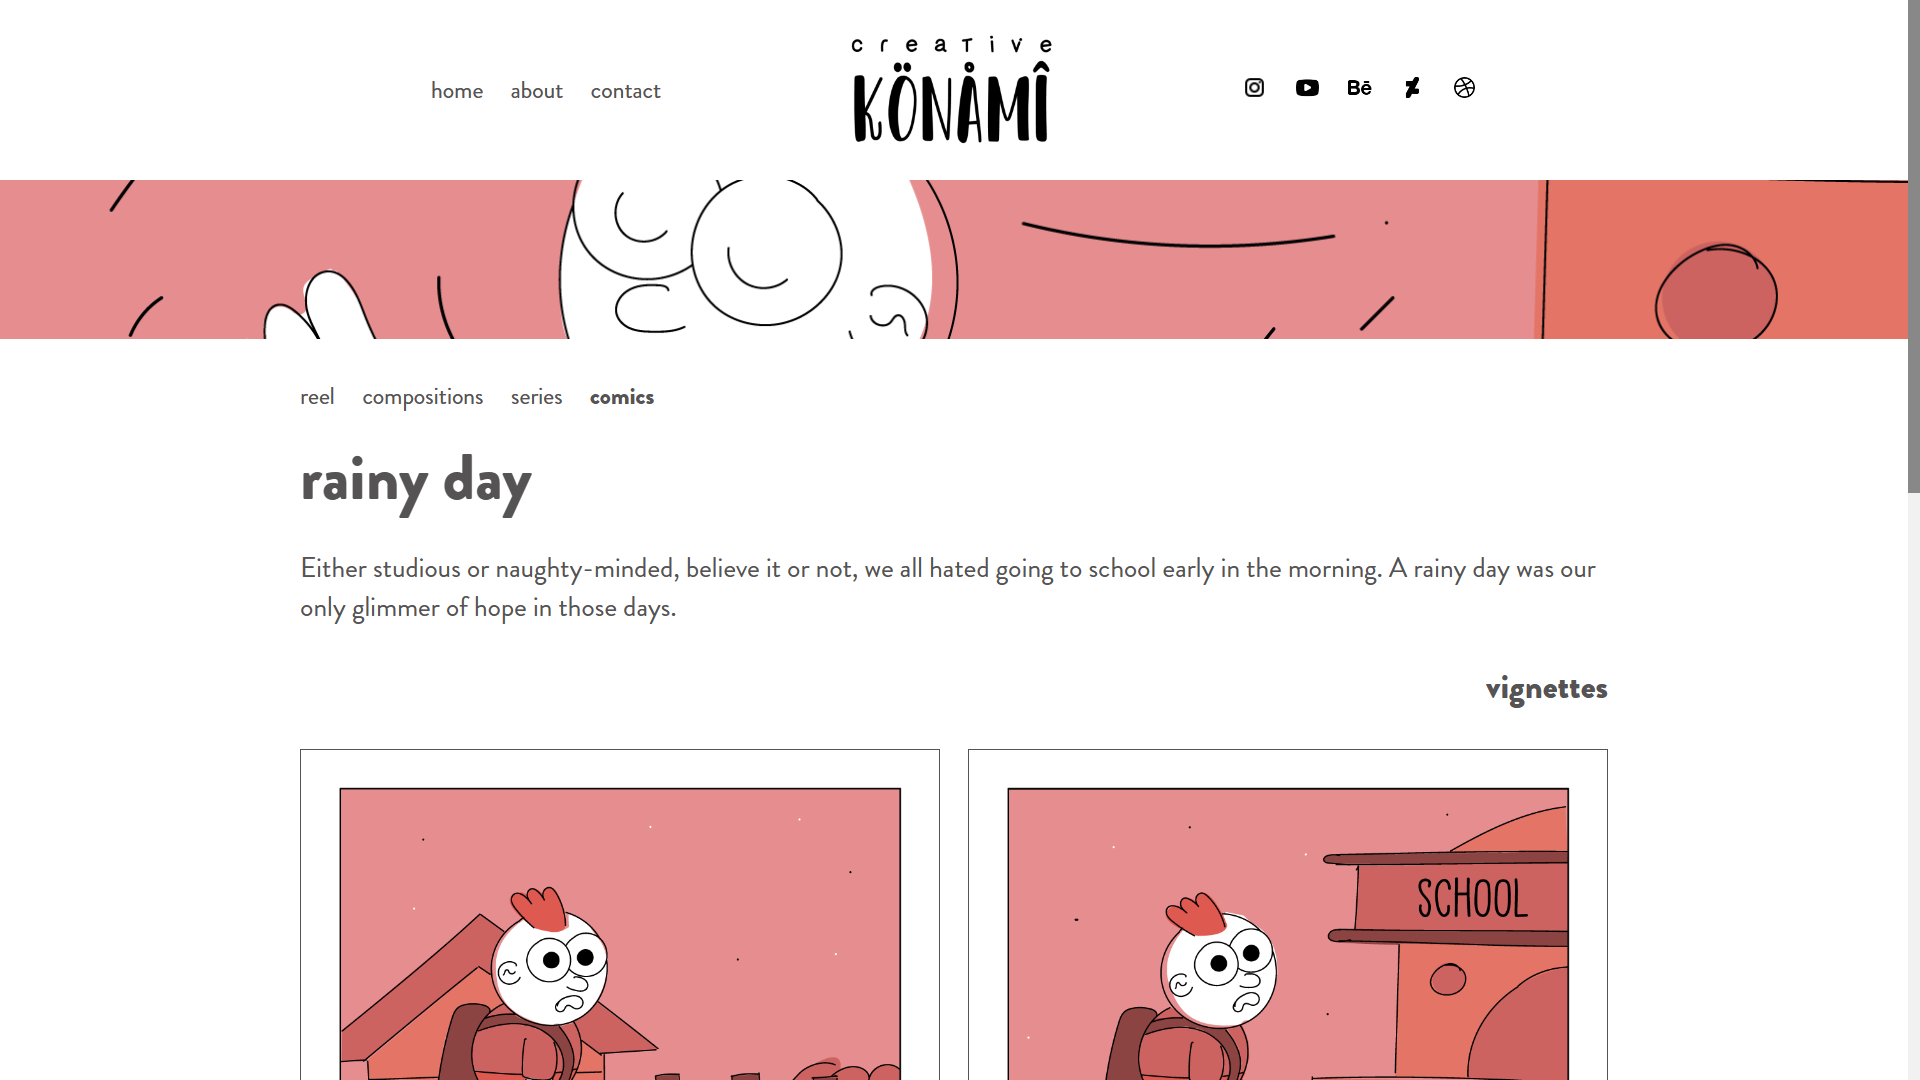 home about contact
creaTive
KÖNÅMÎ
Bē
reel compositions series comics
rainy day
Either studious or naughty-minded, believe it or not, we all hated going to school early in the morning. A rainy day was our
only glimmer of hope in those days.
vignettes
SCHOOL